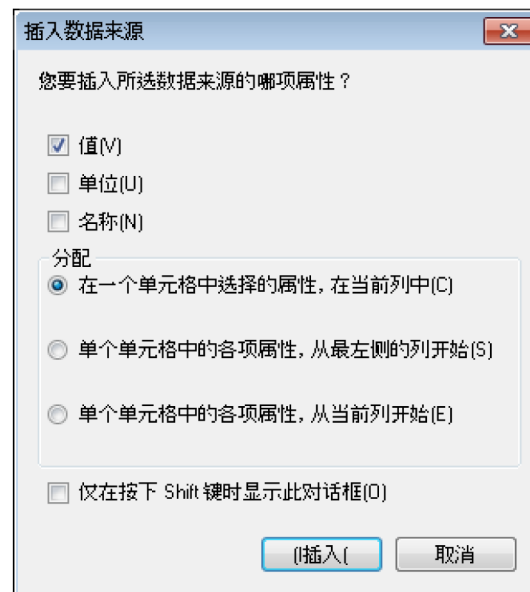 插入数据来源
您要插入所选数据来源的哪项属性？
值(V)
单位(U)
名称(N)
分配
在一个单元格中选择的属性, 在当前列中(C)
单个单元格中的各项属性, 从最左侧的列开始(S)
单个单元格中的各项属性, 从当前列开始(E)
仅在按下 Shift 键时显示此对话框(O)
(I插入(
取消